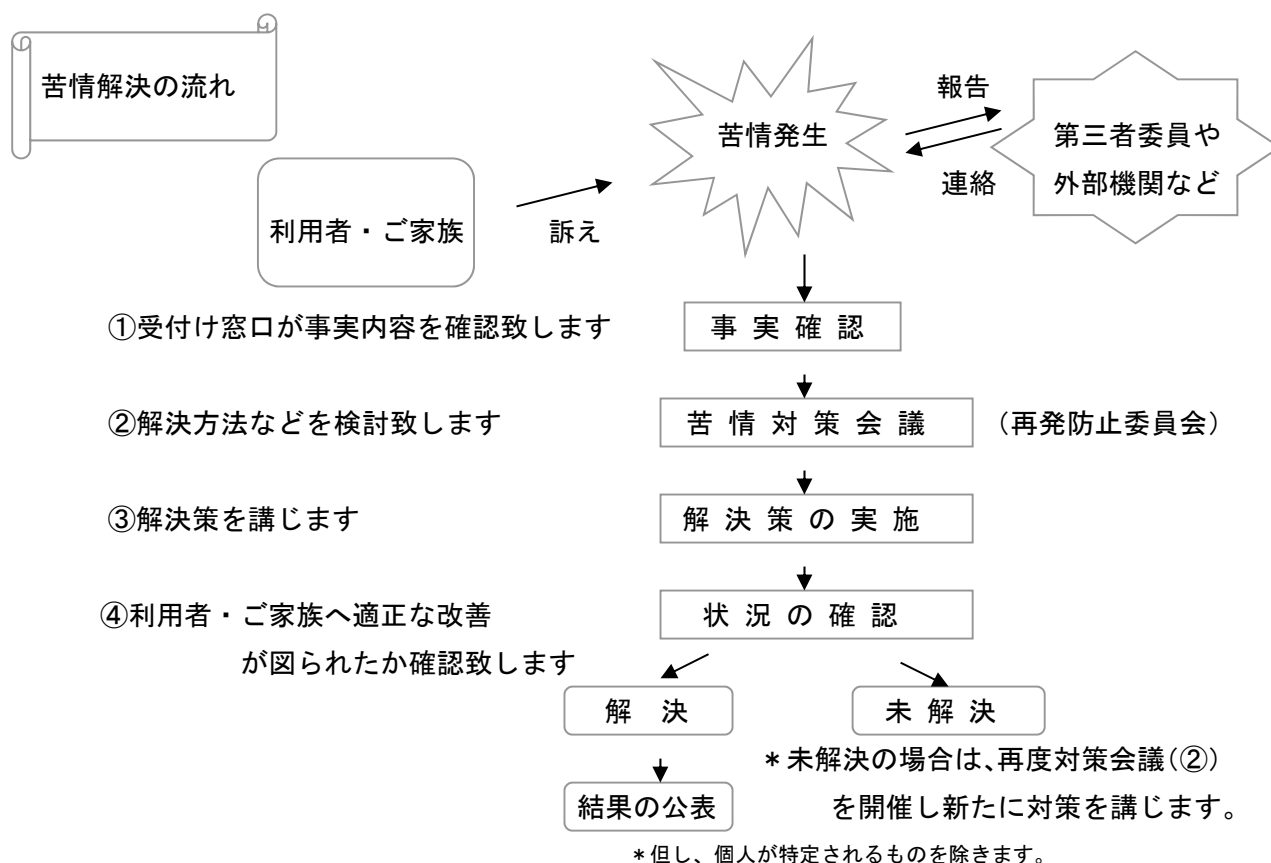 苦情解決の流れ
苦情発生
報告
連絡
第三者委員や
外部機関など
利用者・ご家族
訴え
①受付け窓口が事実内容を確認致します
事実確認
②解決方法などを検討致します
苦情対策会議
（再発防止委員会）
③解決策を講じます
解決策の実施
④利用者・ご家族へ適正な改善
が図られたか確認致します
状況の確認
解　決
未解決
結果の公表
＊未解決の場合は、再度対策会議（②）
を開催し新たに対策を講じます。
＊但し、個人が特定されるものを除きます。